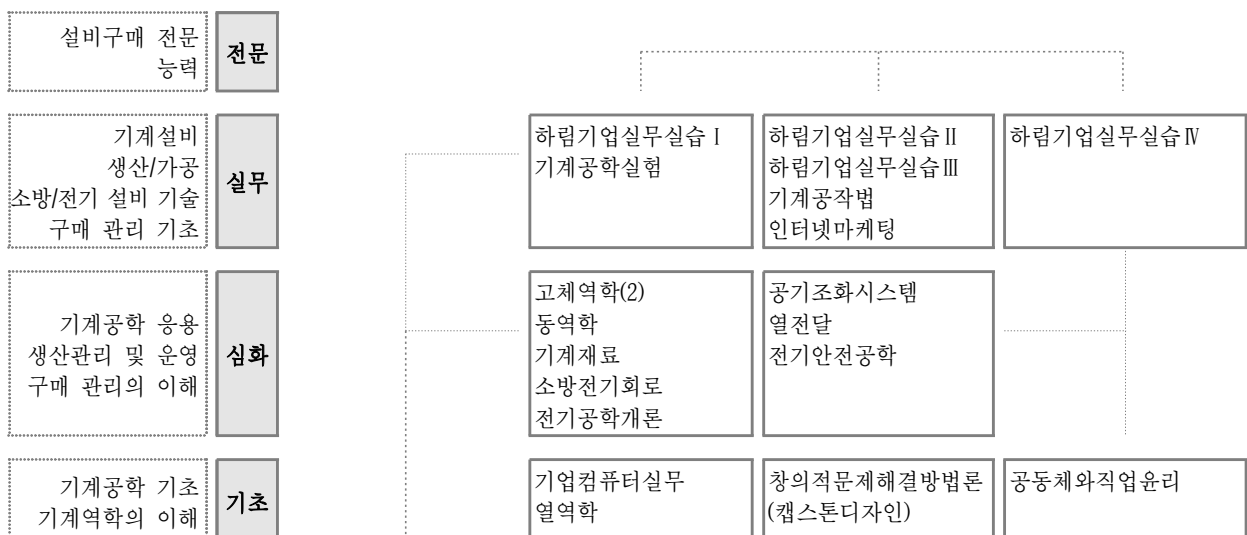 설비구매 전문
능력
전문
기계설비
생산/가공
소방/전기 설비 기술
구매 관리 기초
실무
하림기업실무실습Ⅰ
기계공학실험
하림기업실무실습Ⅱ
하림기업실무실습Ⅲ
기계공작법
인터넷마케팅
하림기업실무실습Ⅳ
기계공학 응용
생산관리 및 운영
구매 관리의 이해
심화
고체역학(2)
동역학
기계재료
소방전기회로
전기공학개론
공기조화시스템
열전달
전기안전공학
기계공학 기초
기계역학의 이해
기초
기업컴퓨터실무
열역학
창의적문제해결방법론
(캡스톤디자인)
공동체와직업윤리